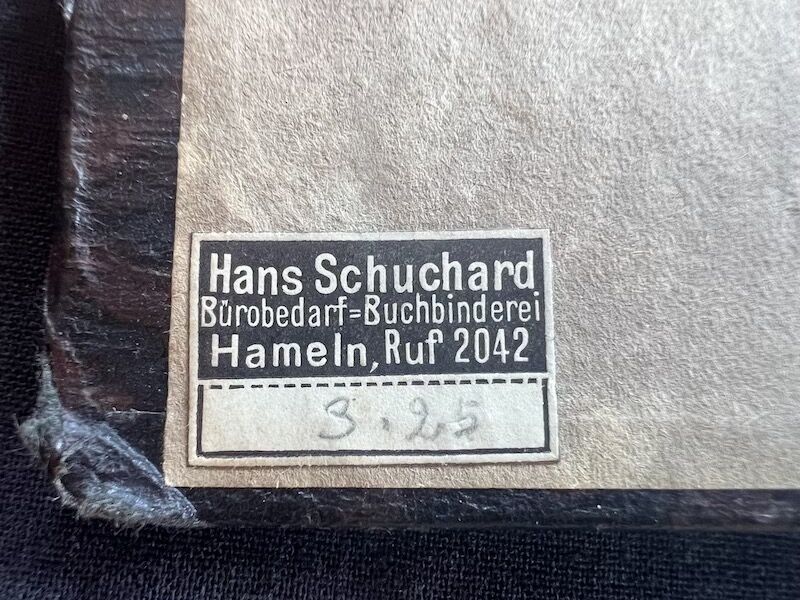 Hans Schuchard
Bürobedarf=Buchbinderei
Hameln, Ruf 2042
3.25